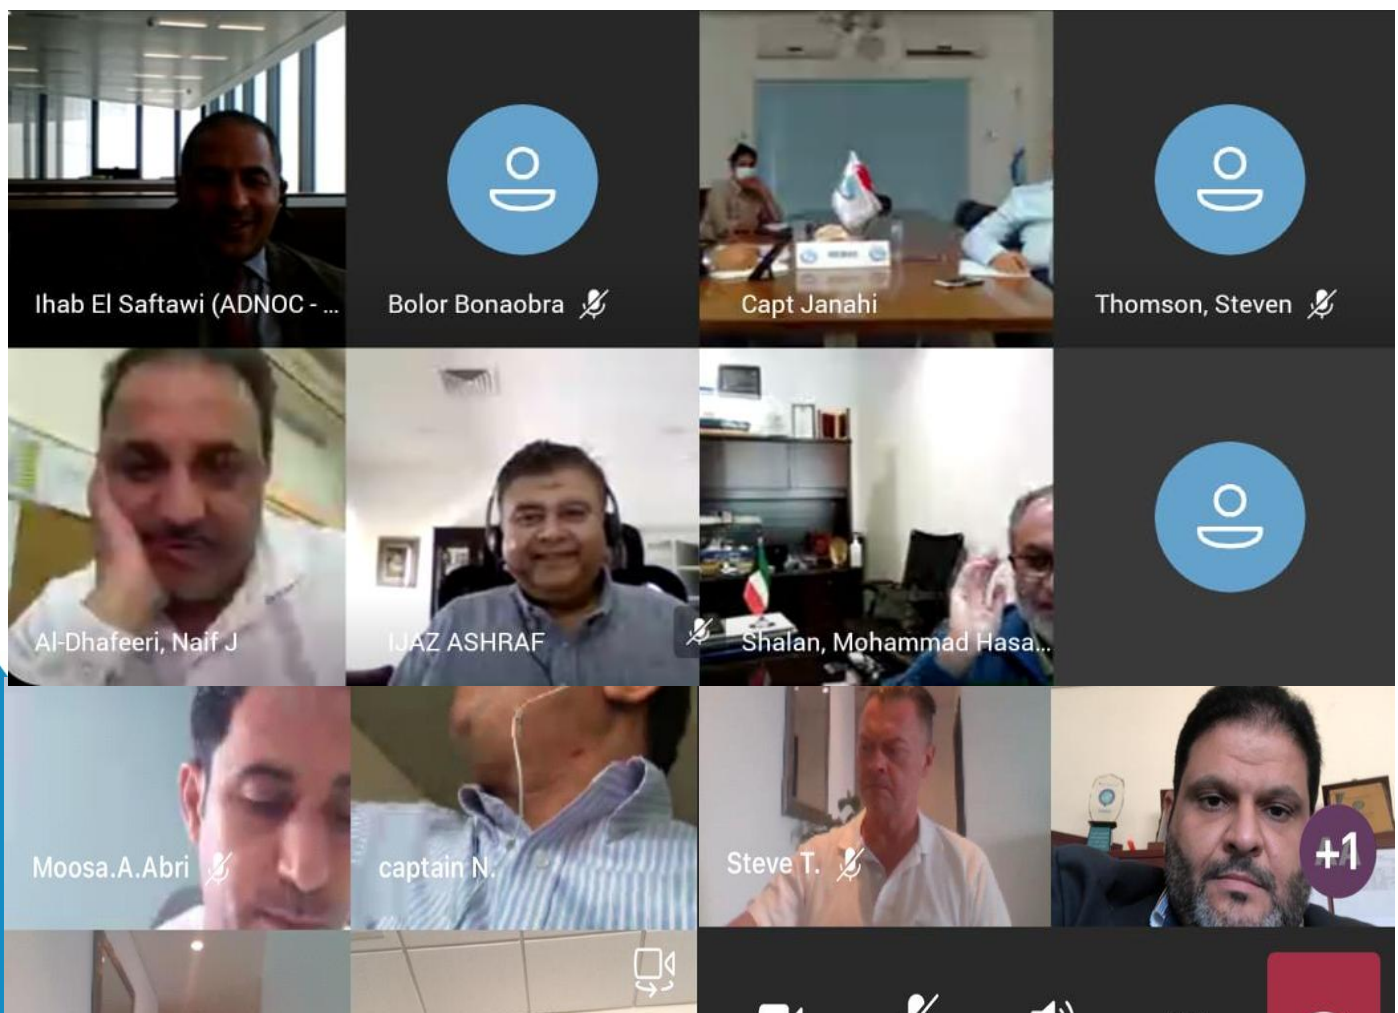 Ihab El Saftawi (ADNOC - ...
Bolor Bonaobra
Capt Janahi
Thomson, Steven
Al-Dhafeeri, Naif J
IJAZ ASHRAF
Shalan, Mohammad Hasa...
Moosa.A.Abri
captain N.
Steve T.
+1